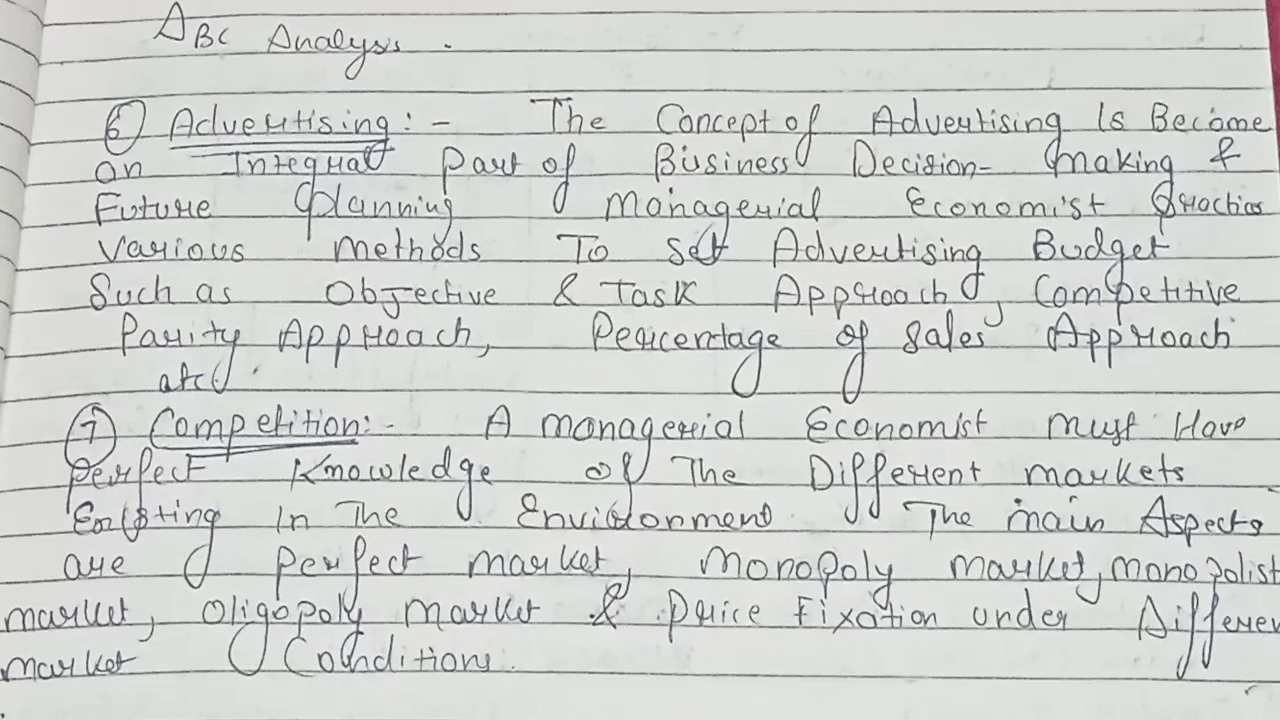 ABC Analysis.
⑥ Advertising:- The Concept of Advertising Is Become
an Integral Part of Business Decision-making &
Future planning managerial Economist practices
various methods To set Advertising Budget
Such as Objective & Task Approach, Competitive
Parity Approach, Percentage of sales Approach
etc.
⑦ Competition:- A managerial Economist must Have
perfect Knowledge of The Different markets
Existing In The Environment The main Aspects
are perfect market, monopoly market, monopolist
market, oligopoly market & price Fixation under Differen
market Conditions.